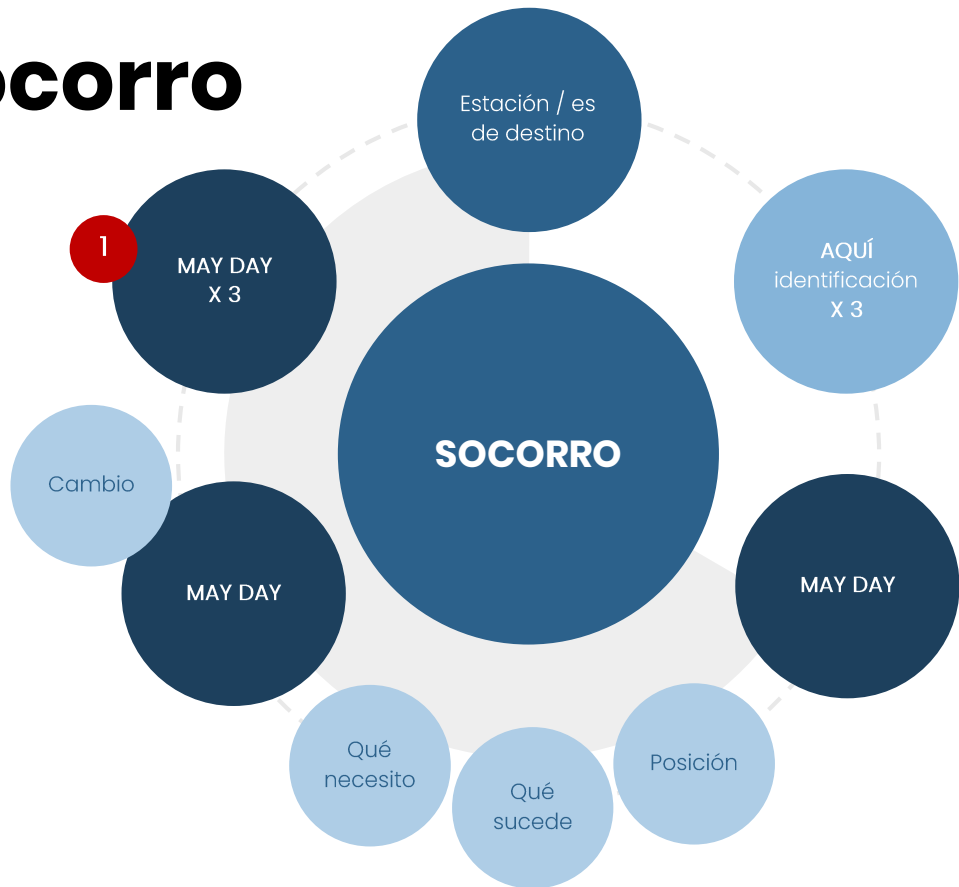 ocorro
1
MAY DAY
X 3
Estación / es
de destino
AQUÍ
identificación
X 3
MAY DAY
Posición
Qué
sucede
Qué
necesito
MAY DAY
Cambio
SOCORRO